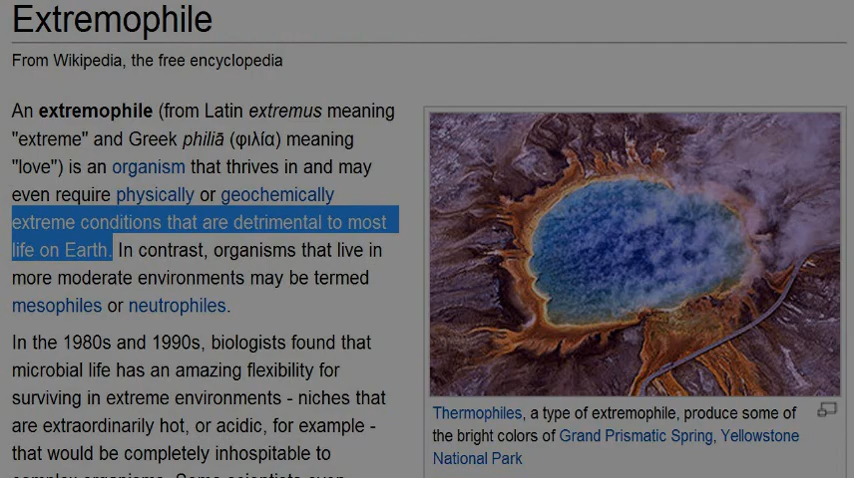 Extremophile
From Wikipedia, the free encyclopedia
An extremophile (from Latin extremus meaning
"extreme" and Greek philiā (φιλία) meaning
"love") is an organism that thrives in and may
even require physically or geochemically
extreme conditions that are detrimental to most
life on Earth. In contrast, organisms that live in
more moderate environments may be termed
mesophiles or neutrophiles.
In the 1980s and 1990s, biologists found that
microbial life has an amazing flexibility for
surviving in extreme environments - niches that
are extraordinarily hot, or acidic, for example -
that would be completely inhospitable to
complex organisms. Some scientists even
Thermophiles, a type of extremophile, produce some of
the bright colors of Grand Prismatic Spring, Yellowstone
National Park